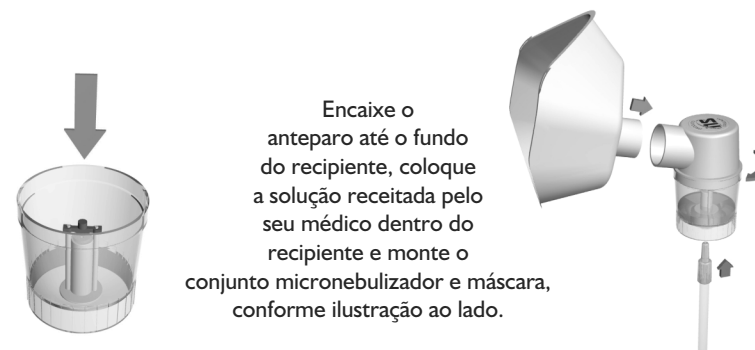 Encaixe o
anteparo até o fundo
do recipiente, coloque
a solução receitada pelo
seu médico dentro do
recipiente e monte o
conjunto micronebulizador e máscara,
conforme ilustração ao lado.